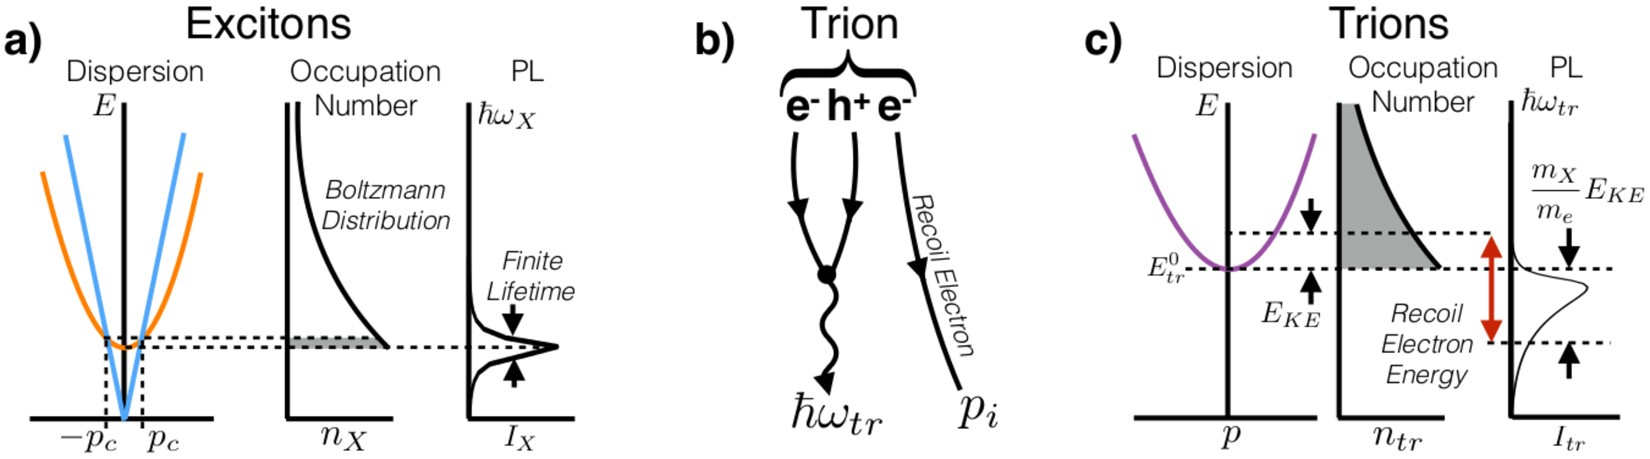 a)
Excitons
Dispersion
E
−p_c
p_c
Occupation
Number
Boltzmann
Distribution
n_X
PL
ħω_X
Finite
Lifetime
I_X
b)
Trion
e⁻ h⁺ e⁻
Recoil Electron
ħω_tr
p_i
c)
Trions
Dispersion
E
E⁰_tr
E_KE
p
Occupation
Number
n_tr
Recoil
Electron
Energy
PL
ħω_tr
m_X/m_e E_KE
I_tr